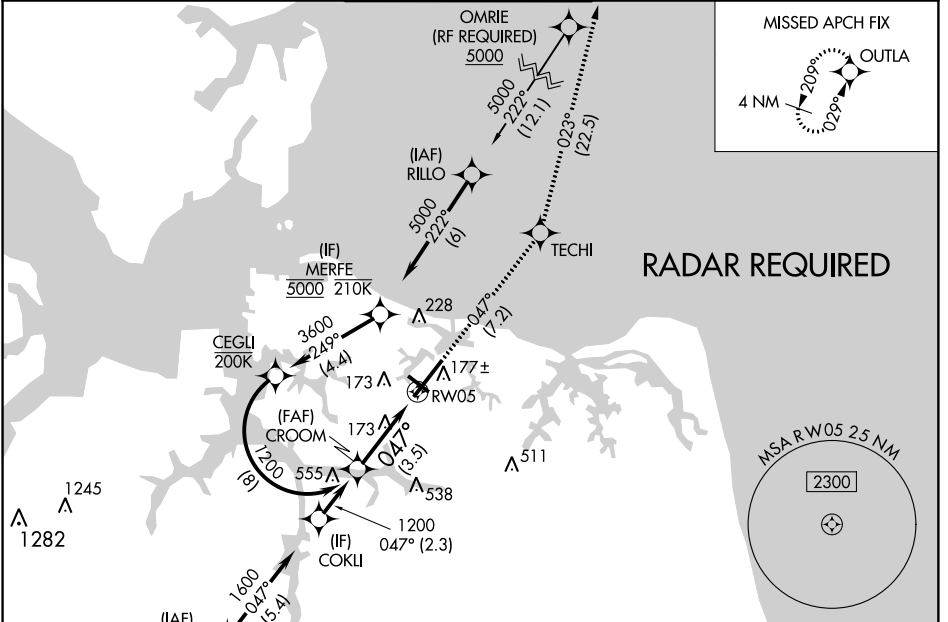 OMRIE
(RF REQUIRED)
5000
MISSED APCH FIX
OUTLA
209°
4 NM
029°
5000
222°
(12.1)
023°
(22.5)
(IAF)
RILLO
5000
222°
(6)
TECHI
RADAR REQUIRED
(IF)
MERFE
5000 210K
228
047°
(7.2)
3600
249°
(4.4)
CEGLI
200K
173
177±
RW05
(FAF)
CROOM
173
047°
(3.5)
1200
(8)
555
538
511
MSA RW05 25 NM
2300
1245
1282
1200
047° (2.3)
(IF)
COKLI
1600
047°
(5.4)
(IAF)